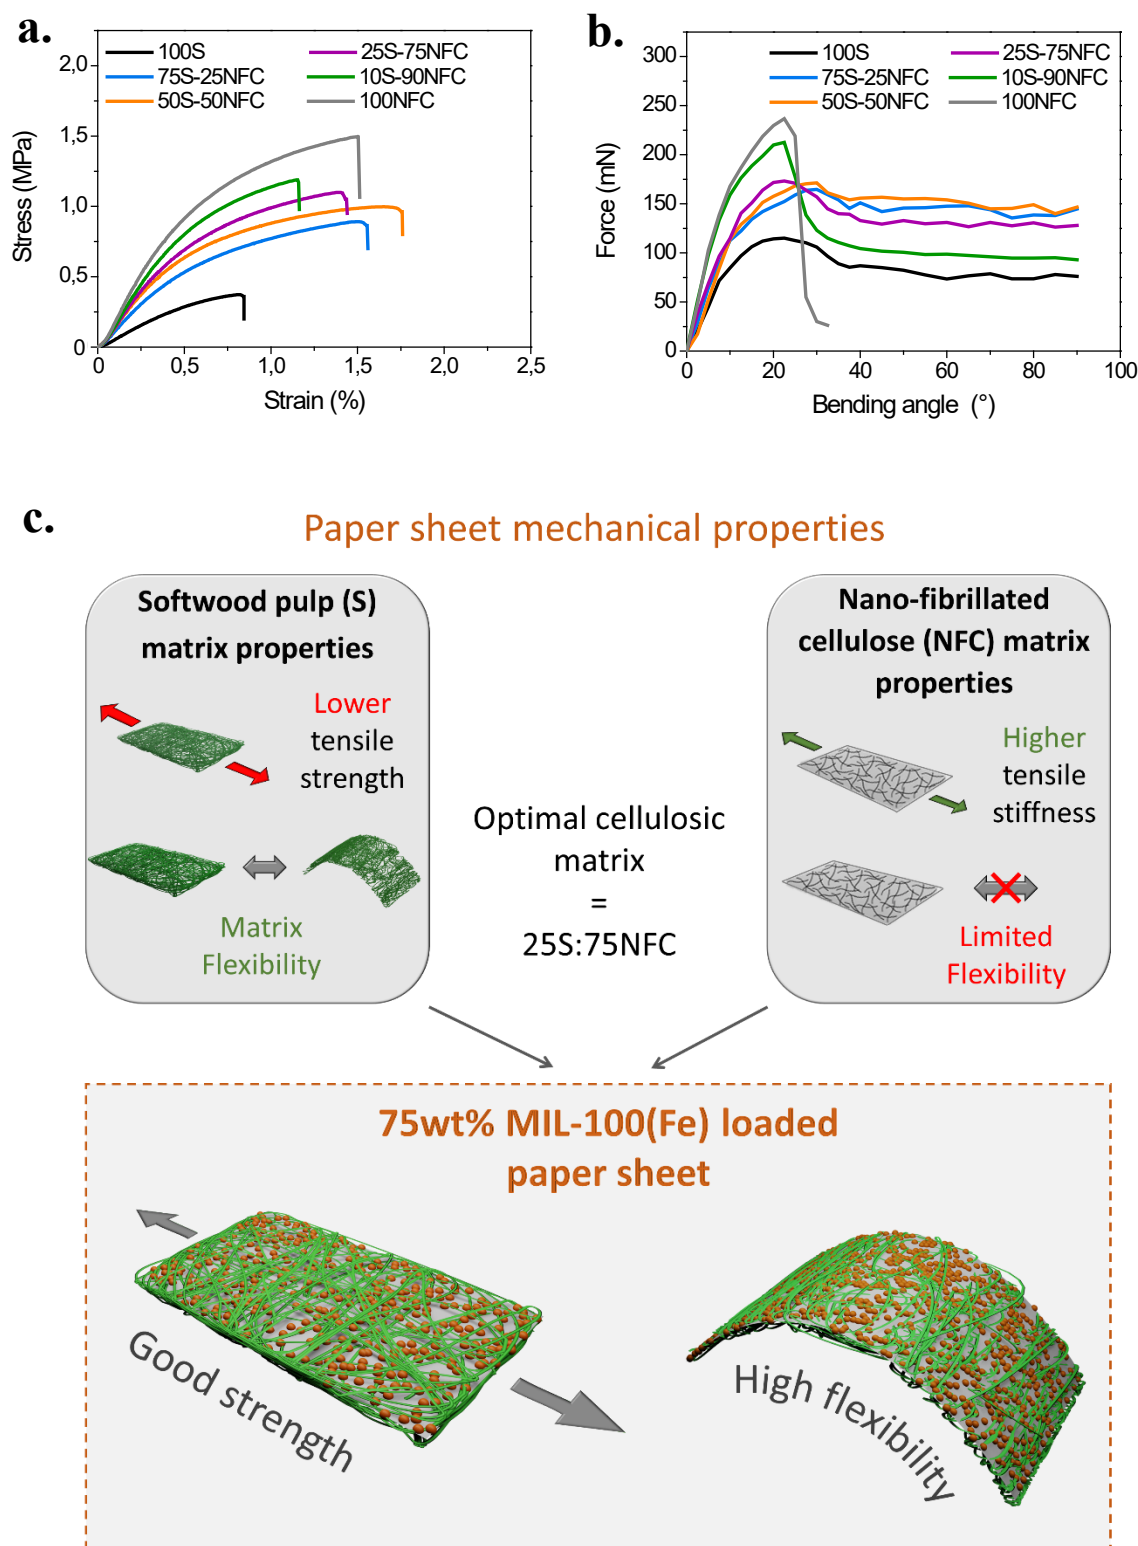 a.
100S
75S-25NFC
50S-50NFC
25S-75NFC
10S-90NFC
100NFC
2,0
1,5
1,0
0,5
0
0
0,5
1,0
1,5
2,0
2,5
Stress (MPa)
Strain (%)
b.
100S
75S-25NFC
50S-50NFC
25S-75NFC
10S-90NFC
100NFC
300
250
200
150
100
50
0
0
20
40
60
80
100
Force (mN)
Bending angle (°)
c.
Paper sheet mechanical properties
Softwood pulp (S)
matrix properties
Lower
tensile
strength
Matrix
Flexibility
Optimal cellulosic
matrix
=
25S:75NFC
Nano-fibrillated
cellulose (NFC) matrix
properties
Higher
tensile
stiffness
Limited
Flexibility
75wt% MIL-100(Fe) loaded
paper sheet
Good strength
High flexibility